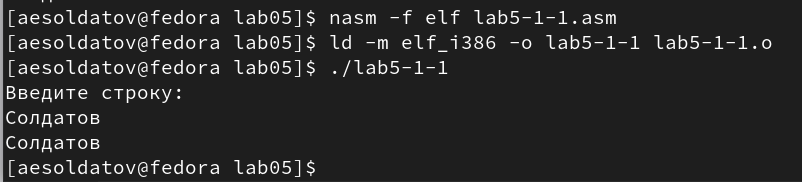 [aesoldatov@fedora lab05]$ nasm -f elf lab5-1-1.asm
[aesoldatov@fedora lab05]$ ld -m elf_i386 -o lab5-1-1 lab5-1-1.o
[aesoldatov@fedora lab05]$ ./lab5-1-1
Введите строку:
Солдатов
Солдатов
[aesoldatov@fedora lab05]$